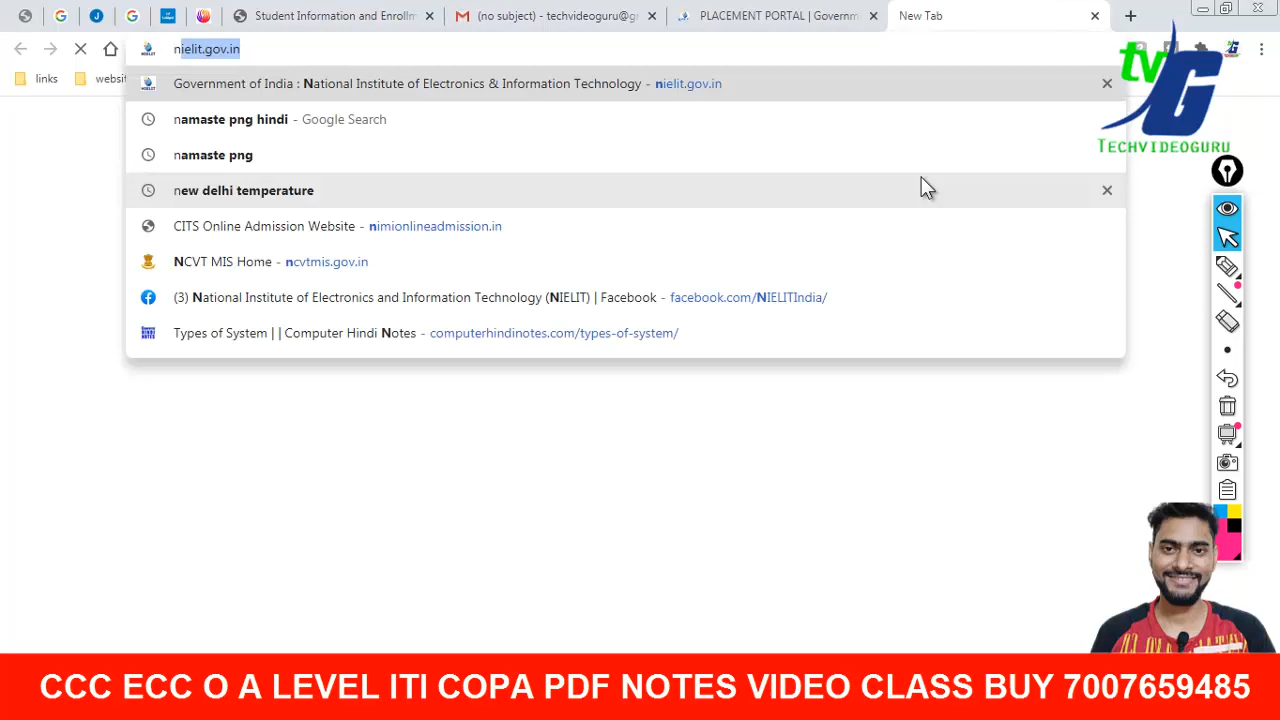 Student Information and Enrollm
(no subject) - techvideoguru@gr
PLACEMENT PORTAL | Governm
New Tab
nielit.gov.in
links
websit
Government of India : National Institute of Electronics & Information Technology - nielit.gov.in
namaste png hindi - Google Search
namaste png
new delhi temperature
CITS Online Admission Website - nimionlineadmission.in
NCVT MIS Home - ncvtmis.gov.in
(3) National Institute of Electronics and Information Technology (NIELIT) | Facebook - facebook.com/NIELITIndia/
Types of System | | Computer Hindi Notes - computerhindinotes.com/types-of-system/
tvG
TECHVIDEOGURU
CCC ECC O A LEVEL ITI COPA PDF NOTES VIDEO CLASS BUY 7007659485